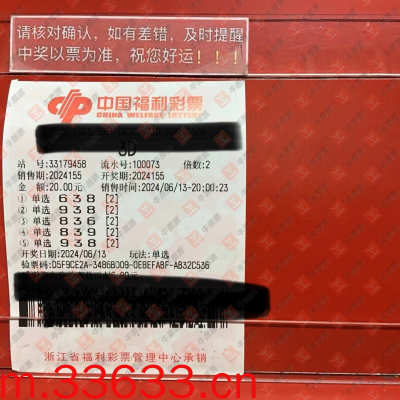 请核对确认，如有差错，及时提醒
中奖以票为准，祝您好运！！！
中国福利彩票
CHINA WELFARE LOTTERY
3D
站 号:33179458 流水号:100073 倍数:2
销售期:2024155 开奖期:2024155
金 额:20.00元 销售时间:2024/06/13-20:00:23
① 单选 6 3 8 [2]
② 单选 9 3 8 [2]
③ 单选 8 3 6 [2]
④ 单选 8 3 9 [2]
⑤ 单选 9 3 8 [2]
开奖日期:2024/06/13 玩法:单选
验票码:D5F9CE2A-34B6BD09-0EBEFABF-AB32C536
浙江省福利彩票管理中心承销
m.33633.cn